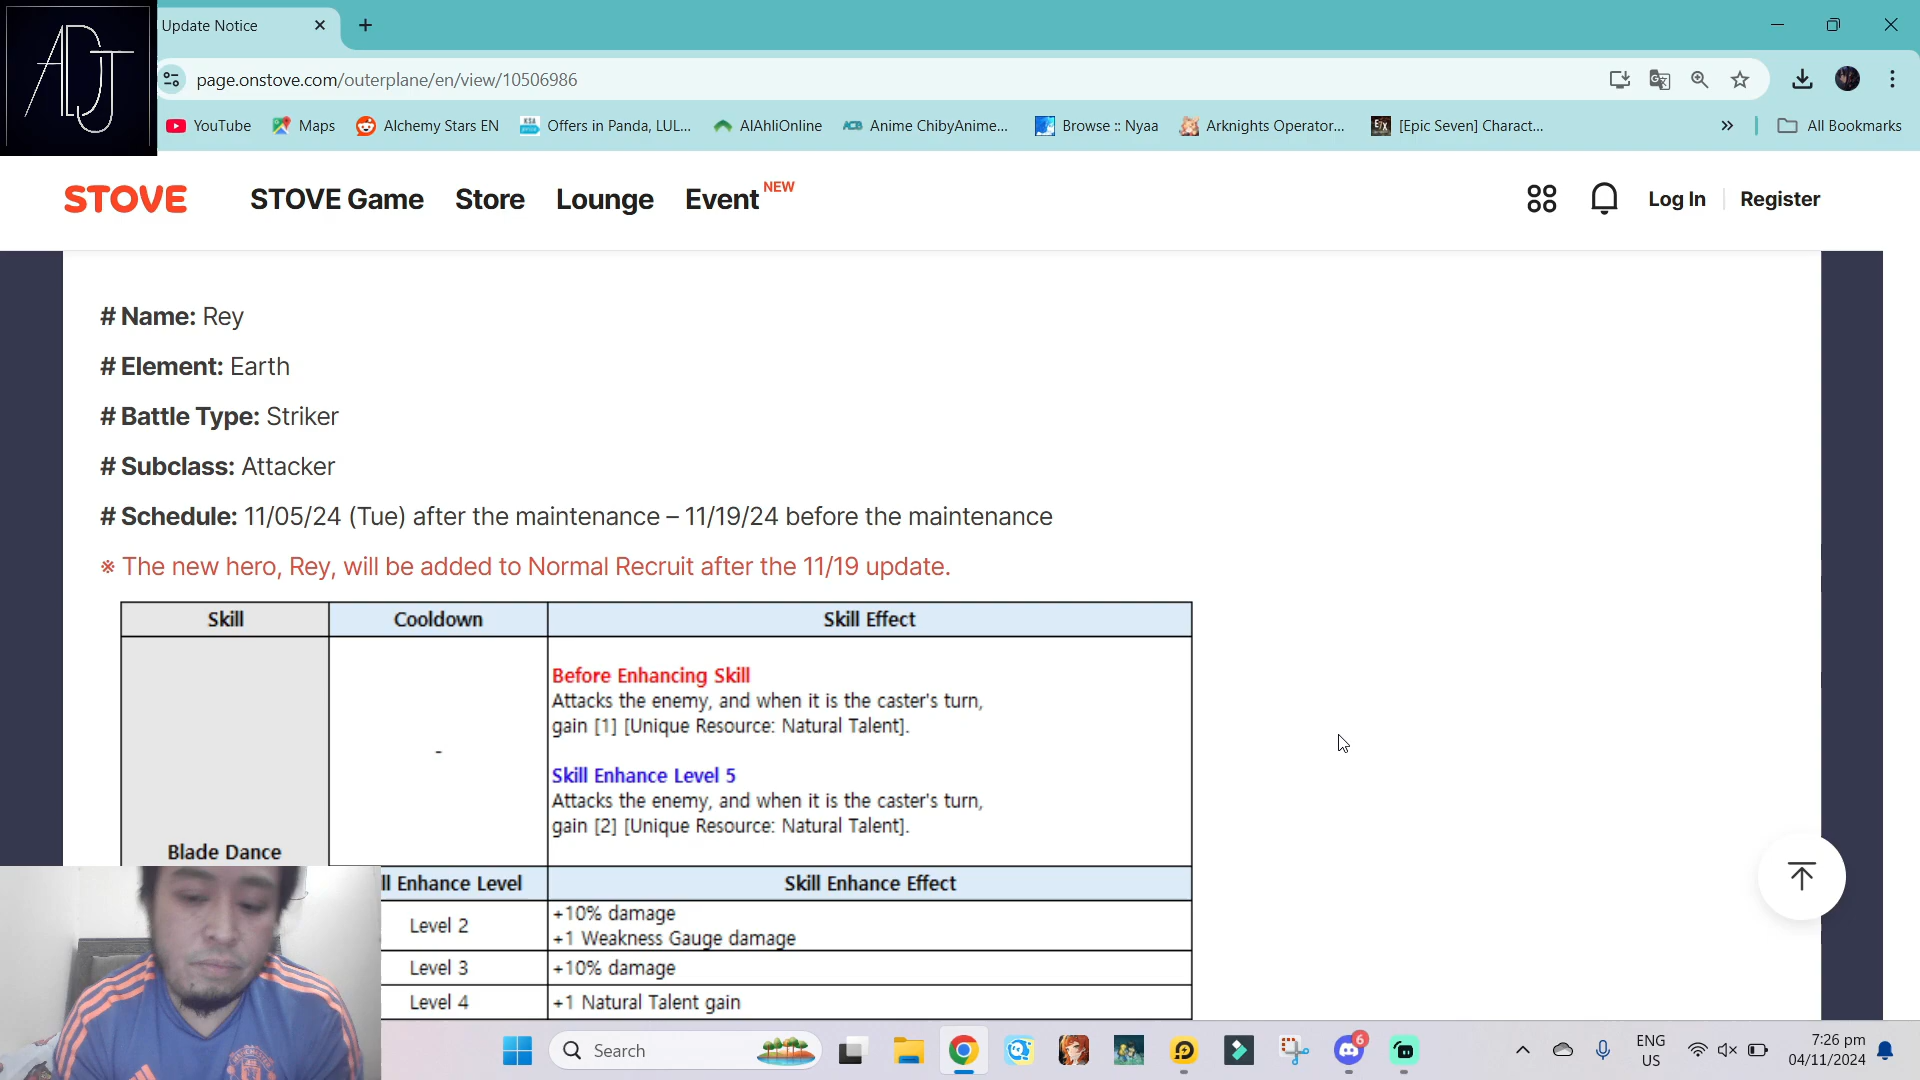 ADJ
Update Notice
page.onstove.com/outerplane/en/view/10506986
YouTube Maps Alchemy Stars EN Offers in Panda, LUL... AlAhliOnline Anime ChibyAnime... Browse :: Nyaa Arknights Operator... [Epic Seven] Charact... All Bookmarks
STOVE STOVE Game Store Lounge Event NEW Log In Register
# Name: Rey
# Element: Earth
# Battle Type: Striker
# Subclass: Attacker
# Schedule: 11/05/24 (Tue) after the maintenance – 11/19/24 before the maintenance
※ The new hero, Rey, will be added to Normal Recruit after the 11/19 update.
Skill Cooldown Skill Effect
Before Enhancing Skill
Attacks the enemy, and when it is the caster's turn,
gain [1] [Unique Resource: Natural Talent].
-
Skill Enhance Level 5
Attacks the enemy, and when it is the caster's turn,
gain [2] [Unique Resource: Natural Talent].
Blade Dance
ll Enhance Level Skill Enhance Effect
Level 2 +10% damage
+1 Weakness Gauge damage
Level 3 +10% damage
Level 4 +1 Natural Talent gain
Search 6 ENG 7:26 pm
US 04/11/2024